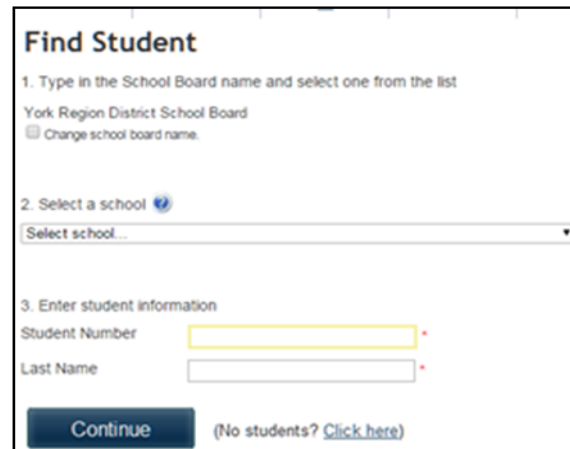 Find Student
1. Type in the School Board name and select one from the list
York Region District School Board
Change school board name.
2. Select a school ?
Select school...
3. Enter student information
Student Number *
Last Name *
Continue (No students? Click here)